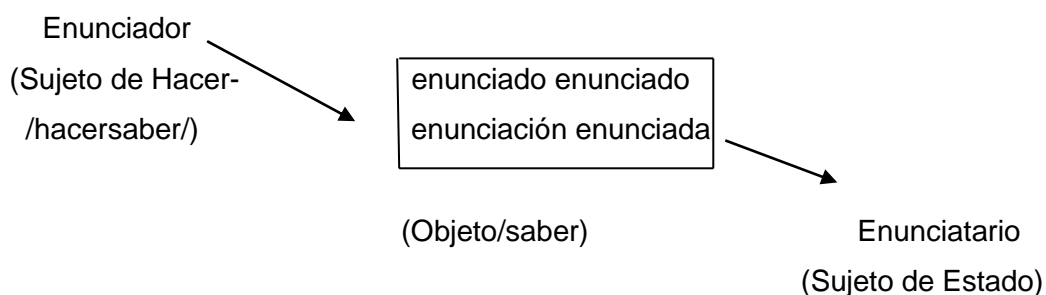 Enunciador
(Sujeto de Hacer-
/hacersaber/)
enunciado enunciado
enunciación enunciada
(Objeto/saber)
Enunciatario
(Sujeto de Estado)